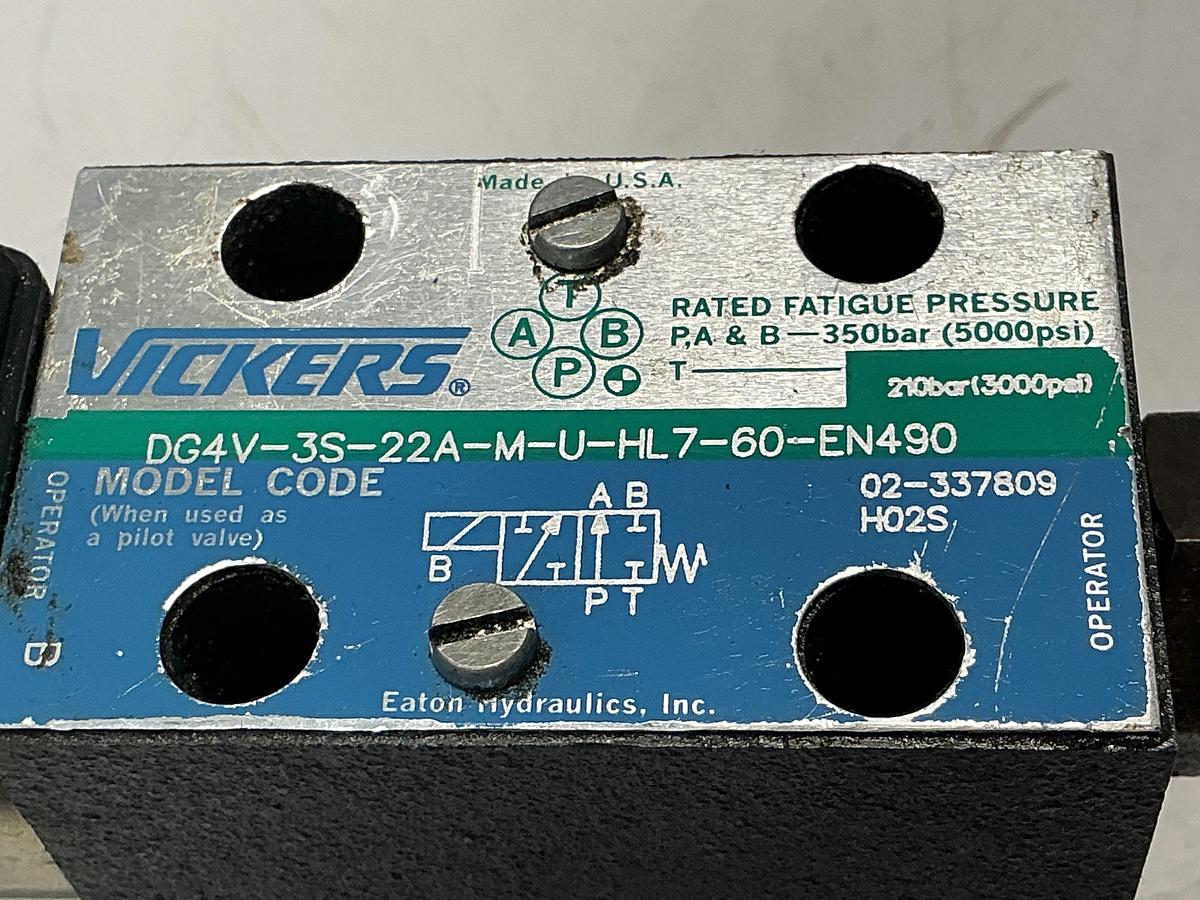 Made U.S.A.
T
A B
P
VICKERS®
RATED FATIGUE PRESSURE
P,A & B—350bar (5000psi)
T— 210bar(3000psi)
DG4V-3S-22A-M-U-HL7-60-EN490
MODEL CODE
(When used as
a pilot valve)
02-337809
H02S
A B
B
P T
OPERATOR B
OPERATOR
Eaton Hydraulics, Inc.